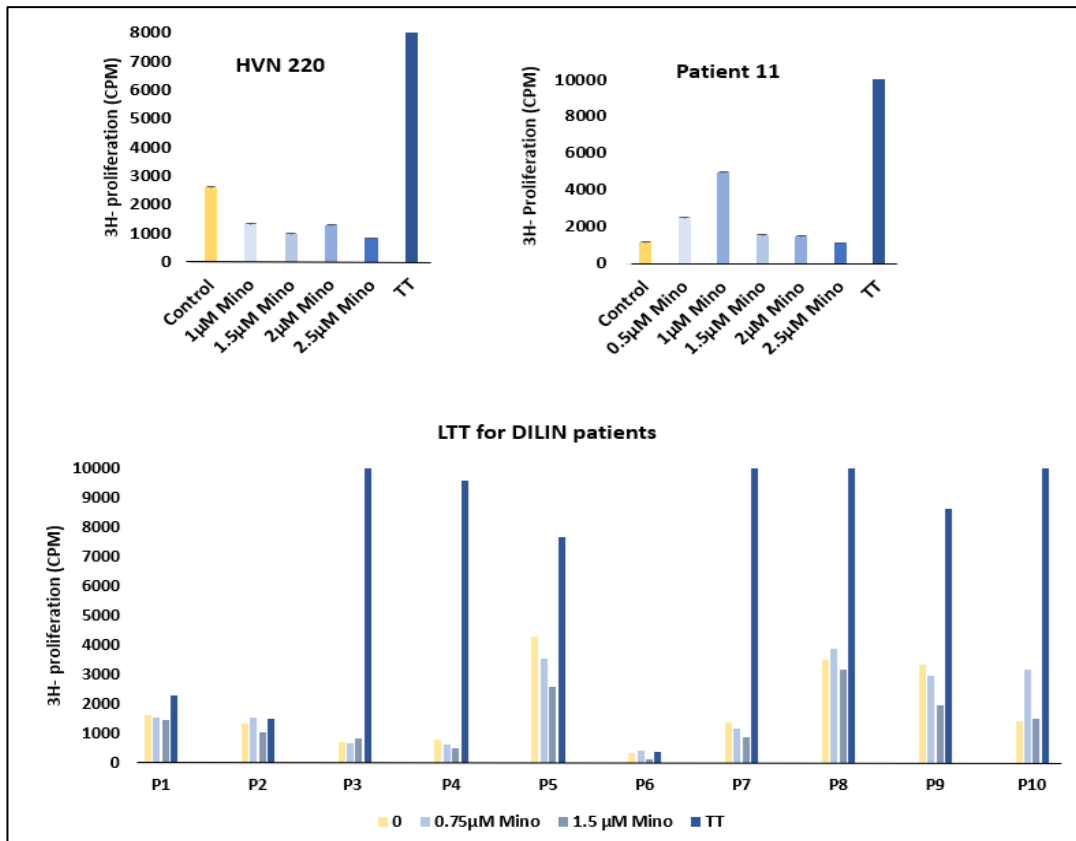 HVN 220
3H- proliferation (CPM)
8000
7000
6000
5000
4000
3000
2000
1000
0
Control
1µM Mino
1.5µM Mino
2µM Mino
2.5µM Mino
TT
Patient 11
3H- Proliferation (CPM)
10000
8000
6000
4000
2000
0
Control
0.5µM Mino
1µM Mino
1.5µM Mino
2µM Mino
2.5µM Mino
TT
LTT for DILIN patients
3H- proliferation (CPM)
10000
9000
8000
7000
6000
5000
4000
3000
2000
1000
0
P1 P2 P3 P4 P5 P6 P7 P8 P9 P10
0 0.75µM Mino 1.5 µM Mino TT